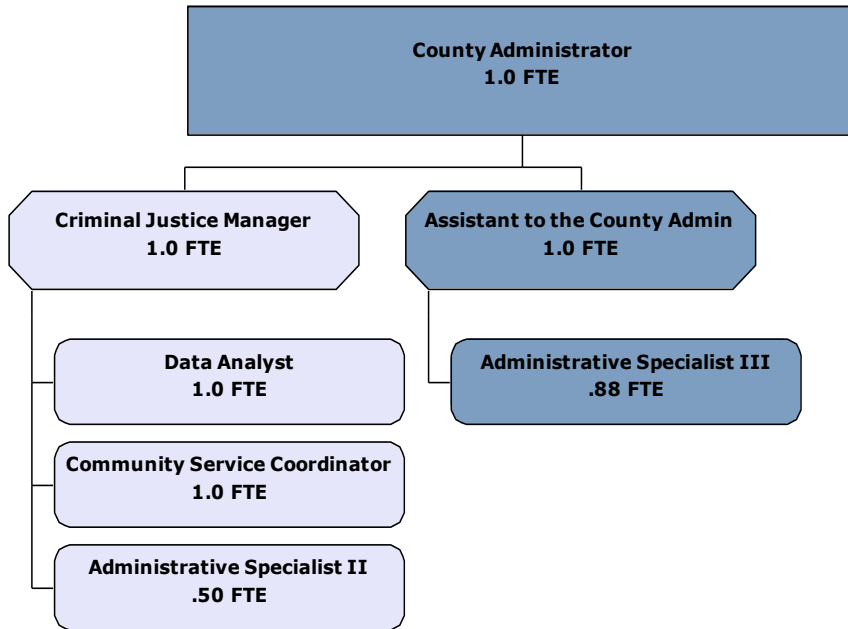 County Administrator
1.0 FTE
Criminal Justice Manager
1.0 FTE
Assistant to the County Admin
1.0 FTE
Data Analyst
1.0 FTE
Administrative Specialist III
.88 FTE
Community Service Coordinator
1.0 FTE
Administrative Specialist II
.50 FTE